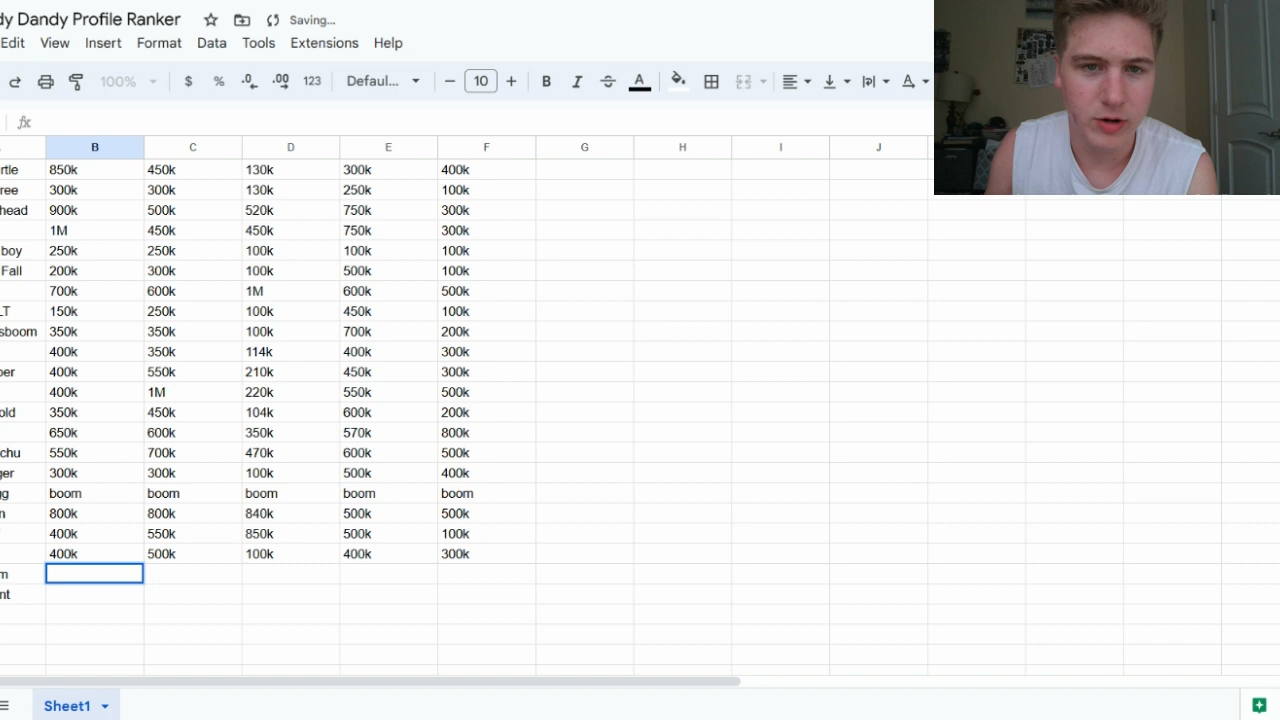 dy Dandy Profile Ranker Saving...
Edit View Insert Format Data Tools Extensions Help
100% $ % .0 .00 123 Defaul... − 10 + B I S A
fx
B C D E F G H I J
rtle 850k 450k 130k 300k 400k
ree 300k 300k 130k 250k 100k
head 900k 500k 520k 750k 300k
1M 450k 450k 750k 300k
boy 250k 250k 100k 100k 100k
Fall 200k 300k 100k 500k 100k
700k 600k 1M 600k 500k
LT 150k 250k 100k 450k 100k
sboom 350k 350k 100k 700k 200k
400k 350k 114k 400k 300k
per 400k 550k 210k 450k 300k
400k 1M 220k 550k 500k
old 350k 450k 104k 600k 200k
650k 600k 350k 570k 800k
chu 550k 700k 470k 600k 500k
ger 300k 300k 100k 500k 400k
gg boom boom boom boom boom
n 800k 800k 840k 500k 500k
400k 550k 850k 500k 100k
400k 500k 100k 400k 300k
m
nt
Sheet1